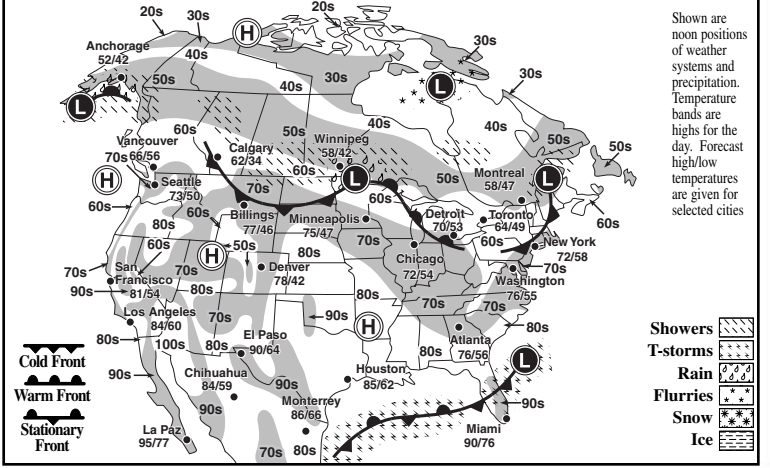 20s
30s
20s
H
Anchorage
52/42
40s
30s
30s
50s
40s
30s
L
L
30s
Vancouver
66/56
60s
50s
40s
40s
50s
Winnipeg
58/42
70s
Calgary
62/34
60s
50s
50s
Montreal
58/47
H
Seattle
73/50
70s
L
L
60s
60s
Billings
77/46
Minneapolis
75/47
60s
Detroit
70/53
Toronto
64/49
60s
80s
60s
50s
H
80s
70s
60s
New York
72/58
70s
San
Francisco
81/54
70s
Denver
78/42
Chicago
72/54
70s
Washington
76/55
90s
80s
80s
70s
70s
Los Angeles
84/60
70s
90s
H
80s
80s
100s
80s
El Paso
90/64
80s
Atlanta
76/56
L
90s
Chihuahua
84/59
90s
Houston
85/62
90s
Monterrey
86/66
90s
La Paz
95/77
70s
80s
Miami
90/76
Cold Front
Warm Front
Stationary
Front
Shown are
noon positions
of weather
systems and
precipitation.
Temperature
bands are
highs for the
day. Forecast
high/low
temperatures
are given for
selected cities
Showers
T-storms
Rain
Flurries
Snow
Ice